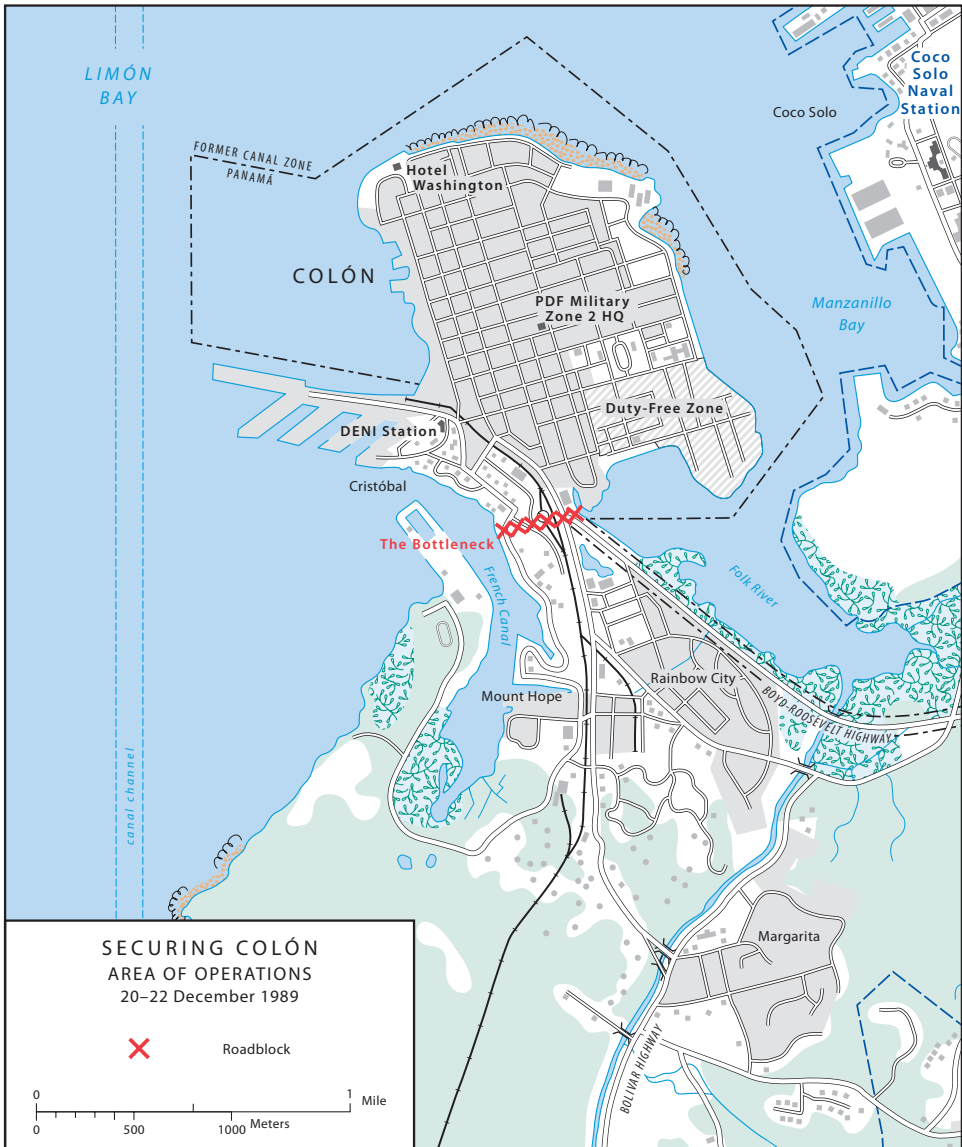 LIMÓN
BAY
Coco
Solo
Naval
Station
Coco Solo
FORMER CANAL ZONE
PANAMÁ
Hotel
Washington
COLÓN
PDF Military
Zone 2 HQ
Manzanillo
Bay
Duty-Free Zone
DENI Station
Cristóbal
The Bottleneck
French Canal
Folk River
Rainbow City
Mount Hope
BOYD-ROOSEVELT HIGHWAY
canal channel
Margarita
BOLIVAR HIGHWAY
SECURING COLÓN
AREA OF OPERATIONS
20–22 December 1989
Roadblock
0 1 Mile
0 500 1000 Meters